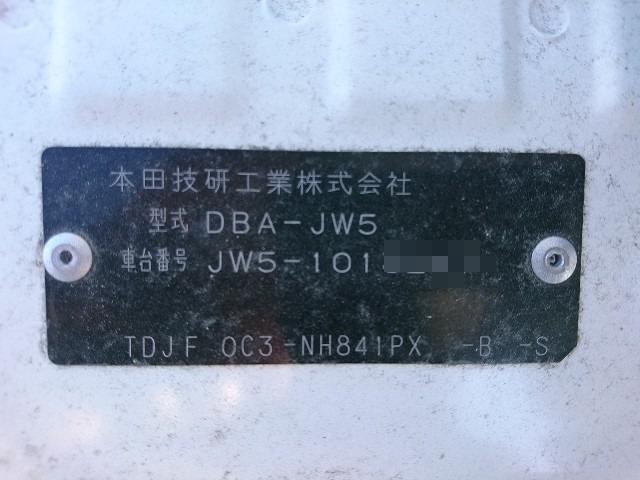 本田技研工業株式会社
型式 DBA-JW5
車台番号 JW5-101
TDJF 0C3-NH841PX -B -S